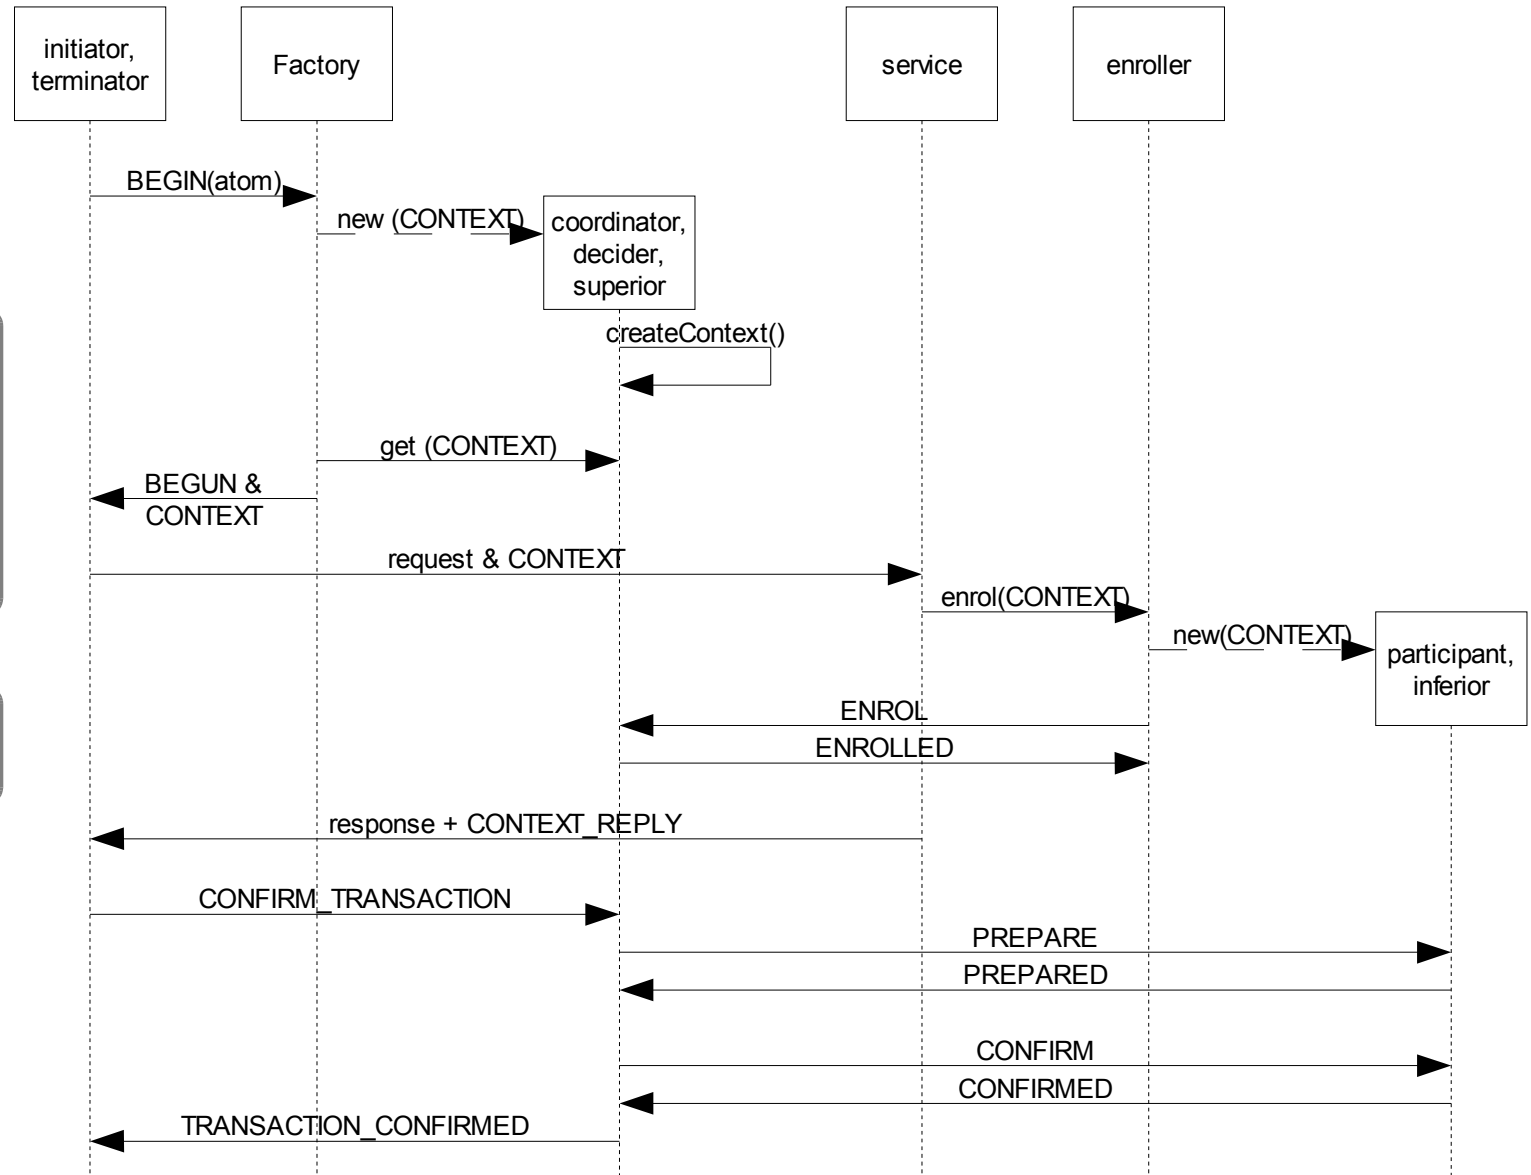 initiator,
terminator
Factory
service
enroller
BEGIN(atom)
new (CONTEXT)
coordinator,
decider,
superior
createContext()
get (CONTEXT)
BEGUN &
CONTEXT
request & CONTEXT
enrol(CONTEXT)
new(CONTEXT)
participant,
inferior
ENROL
ENROLLED
response + CONTEXT_REPLY
CONFIRM_TRANSACTION
PREPARE
PREPARED
CONFIRM
CONFIRMED
TRANSACTION_CONFIRMED